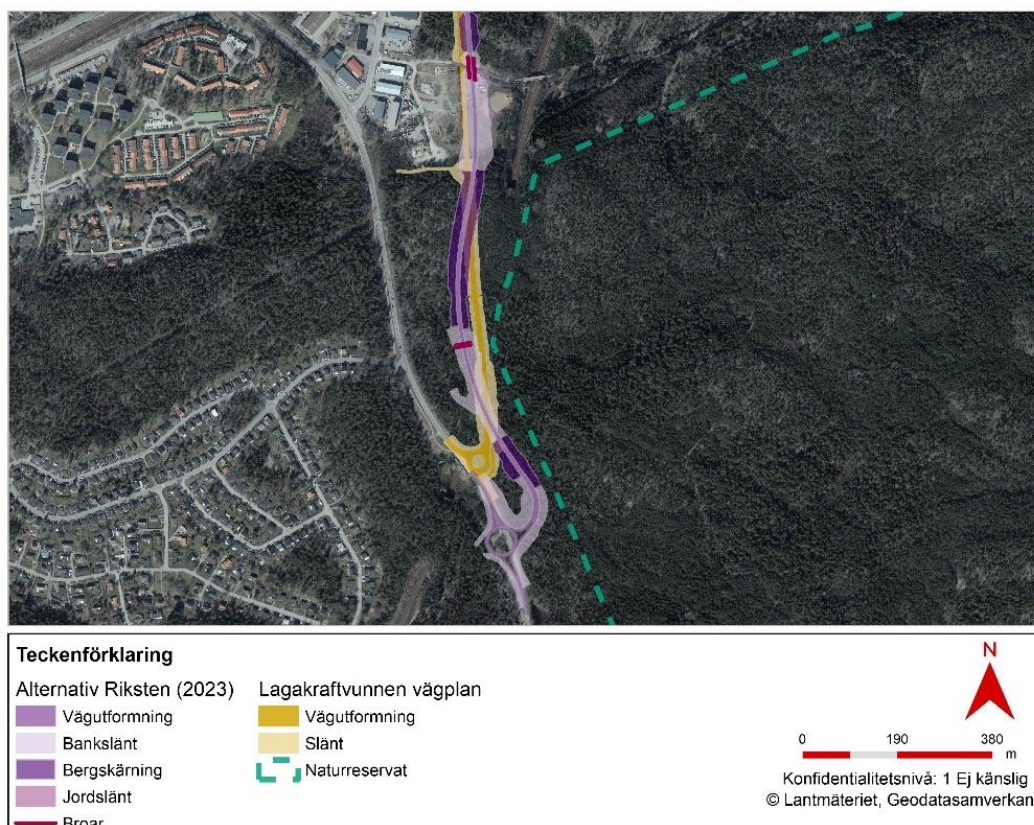 Teckenförklaring
Alternativ Riksten (2023)
Vägutformning
Bankslänt
Bergskärning
Jordslänt
Broar
Lagakraftvunnen vägplan
Vägutformning
Slänt
Naturreservat
N
0 190 380
m
Konfidentialitetsnivå: 1 Ej känslig
© Lantmäteriet, Geodatasamverkan